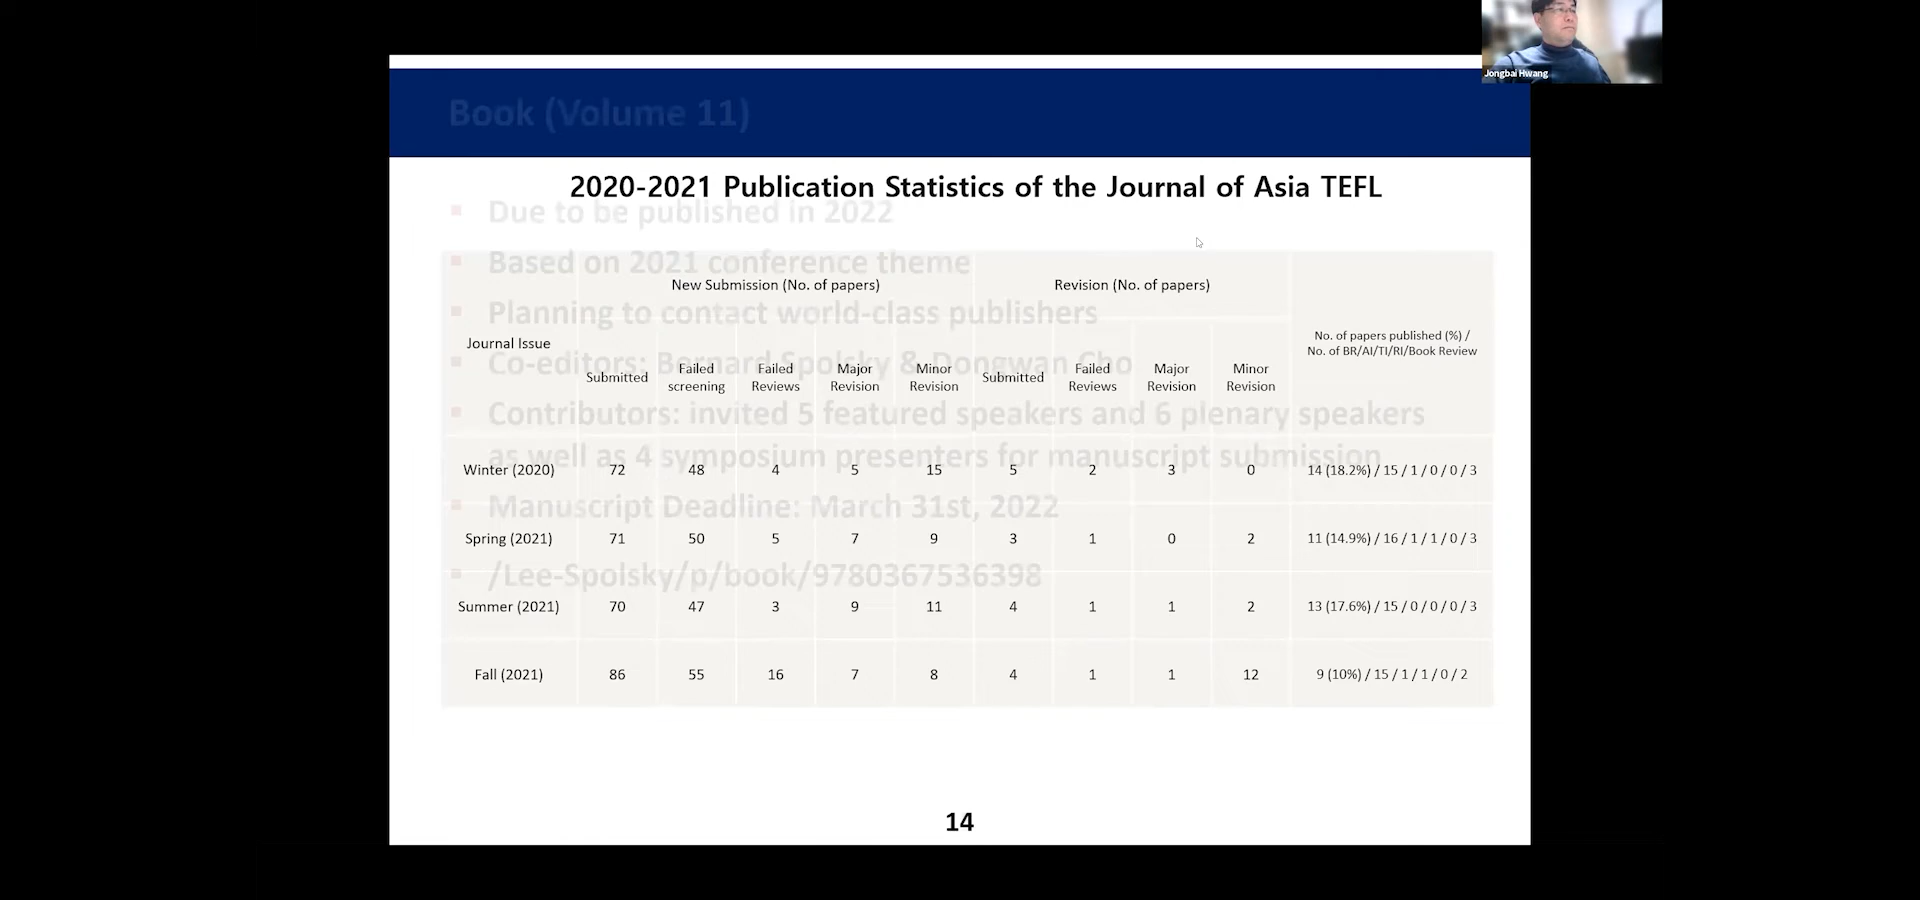 Jongbai Hwang
Book (Volume 11)
2020-2021 Publication Statistics of the Journal of Asia TEFL
Due to be published in 2022
Based on 2021 conference theme
Planning to contact world-class publishers
Co-editors: Bernard Spolsky & Dongwan Cho
Contributors: invited 5 featured speakers and 6 plenary speakers
as well as 4 symposium presenters for manuscript submission
Manuscript Deadline: March 31st, 2022
/Lee-Spolsky/p/book/9780367536398
New Submission (No. of papers) Revision (No. of papers)
Journal Issue
No. of papers published (%) /
No. of BR/AI/TI/RI/Book Review
Submitted Failed screening Failed Reviews Major Revision Minor Revision Submitted Failed Reviews Major Revision Minor Revision
Winter (2020) 72 48 4 5 15 5 2 3 0 14 (18.2%) / 15 / 1 / 0 / 0 / 3
Spring (2021) 71 50 5 7 9 3 1 0 2 11 (14.9%) / 16 / 1 / 1 / 0 / 3
Summer (2021) 70 47 3 9 11 4 1 1 2 13 (17.6%) / 15 / 0 / 0 / 0 / 3
Fall (2021) 86 55 16 7 8 4 1 1 12 9 (10%) / 15 / 1 / 1 / 0 / 2
14